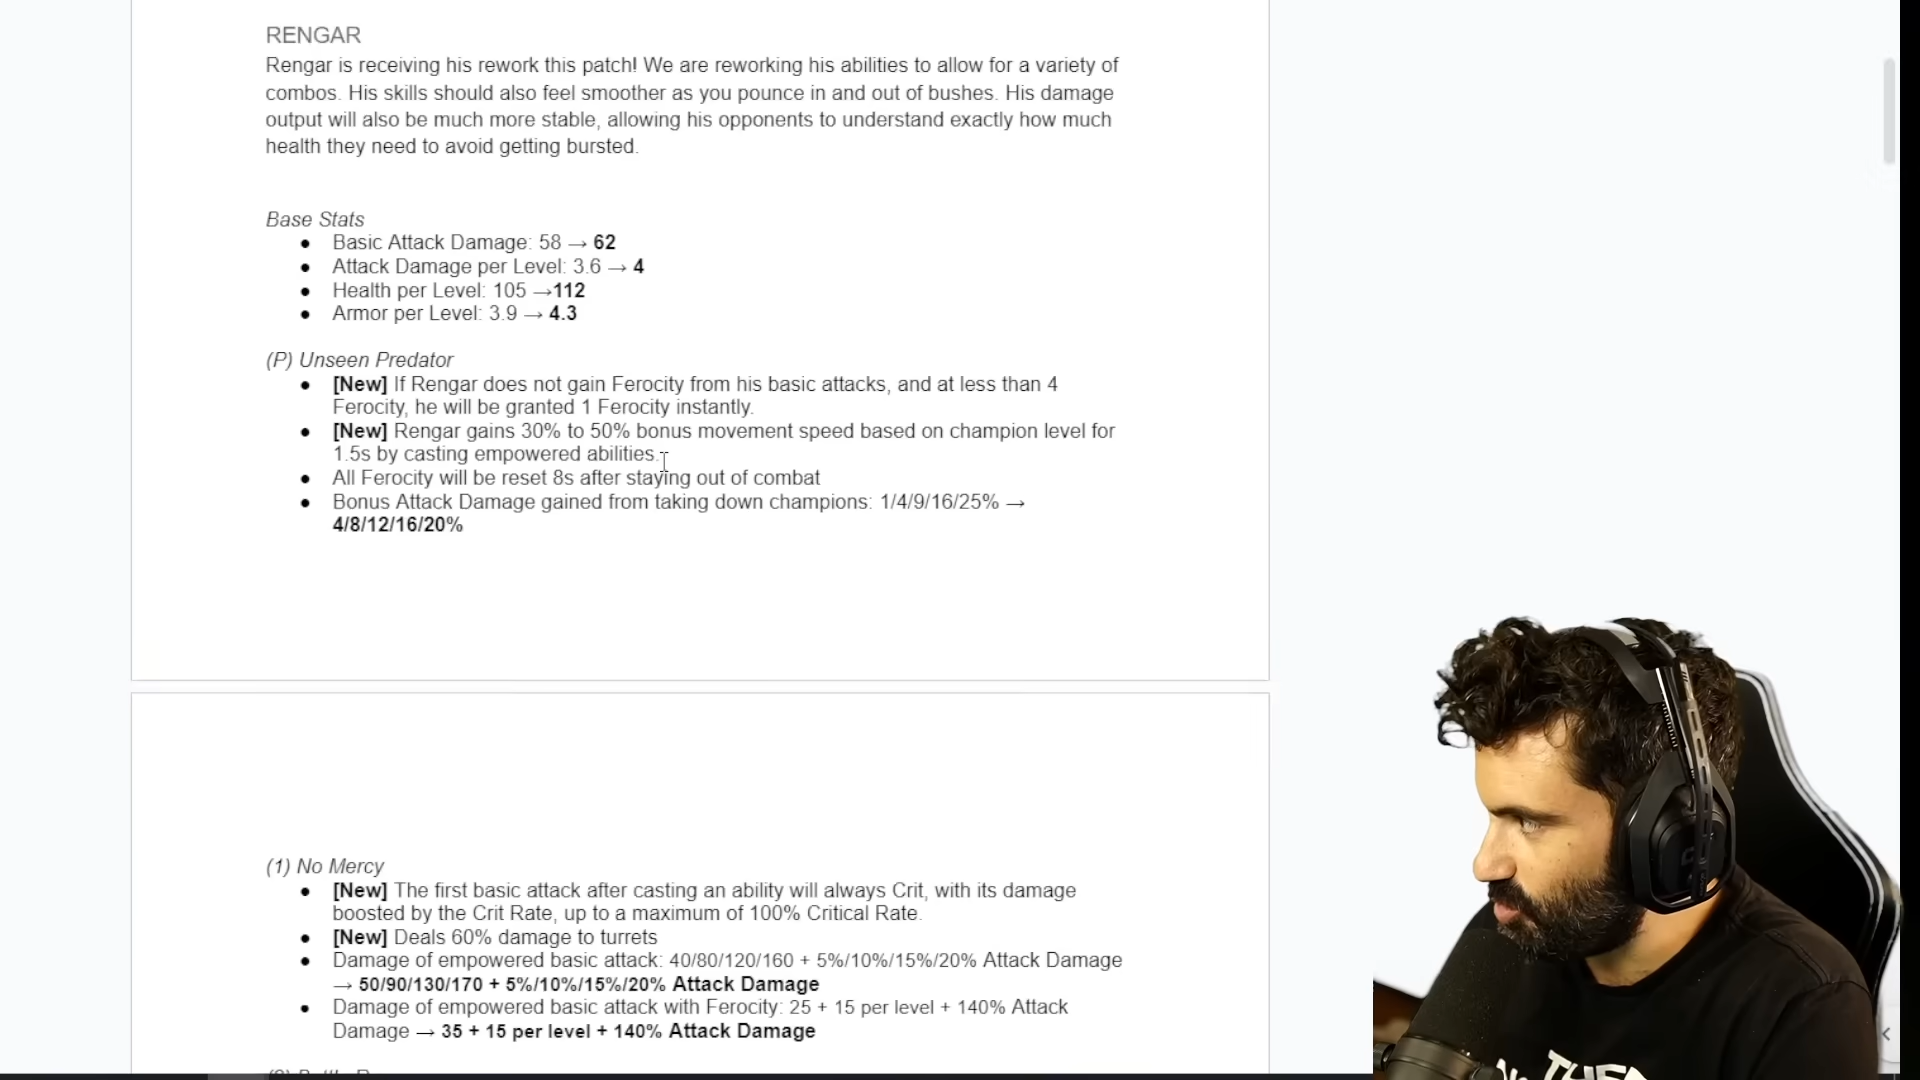 RENGAR
Rengar is receiving his rework this patch! We are reworking his abilities to allow for a variety of
combos. His skills should also feel smoother as you pounce in and out of bushes. His damage
output will also be much more stable, allowing his opponents to understand exactly how much
health they need to avoid getting bursted.
Base Stats
● Basic Attack Damage: 58 → 62
● Attack Damage per Level: 3.6 → 4
● Health per Level: 105 →112
● Armor per Level: 3.9 → 4.3
(P) Unseen Predator
● [New] If Rengar does not gain Ferocity from his basic attacks, and at less than 4
Ferocity, he will be granted 1 Ferocity instantly.
● [New] Rengar gains 30% to 50% bonus movement speed based on champion level for
1.5s by casting empowered abilities.
● All Ferocity will be reset 8s after staying out of combat
● Bonus Attack Damage gained from taking down champions: 1/4/9/16/25% →
4/8/12/16/20%
(1) No Mercy
● [New] The first basic attack after casting an ability will always Crit, with its damage
boosted by the Crit Rate, up to a maximum of 100% Critical Rate.
● [New] Deals 60% damage to turrets
● Damage of empowered basic attack: 40/80/120/160 + 5%/10%/15%/20% Attack Damage
→ 50/90/130/170 + 5%/10%/15%/20% Attack Damage
● Damage of empowered basic attack with Ferocity: 25 + 15 per level + 140% Attack
Damage → 35 + 15 per level + 140% Attack Damage